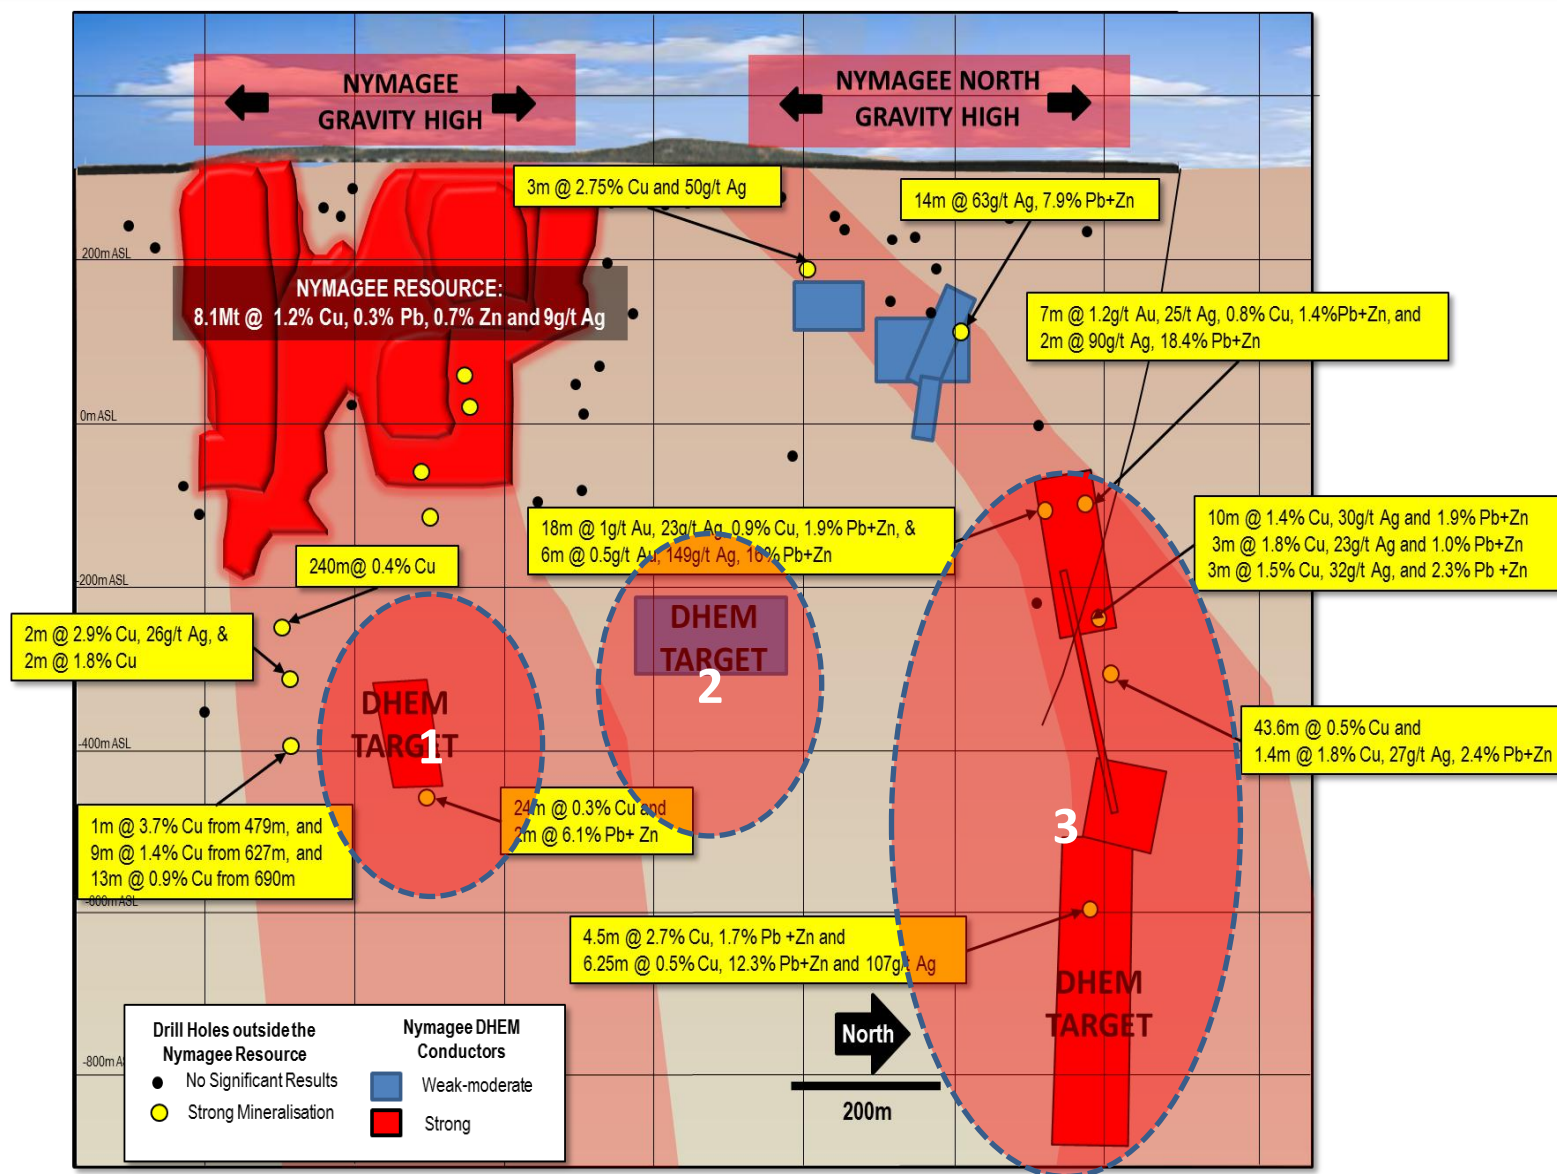 NYMAGEE
GRAVITY HIGH
NYMAGEE NORTH
GRAVITY HIGH
3m @ 2.75% Cu and 50g/t Ag
14m @ 63g/t Ag, 7.9% Pb+Zn
200m ASL
NYMAGEE RESOURCE:
8.1Mt @ 1.2% Cu, 0.3% Pb, 0.7% Zn and 9g/t Ag
7m @ 1.2g/t Au, 25/t Ag, 0.8% Cu, 1.4%Pb+Zn, and
2m @ 90g/t Ag, 18.4% Pb+Zn
0m ASL
18m @ 1g/t Au, 23g/t Ag, 0.9% Cu, 1.9% Pb+Zn, &
6m @ 0.5g/t Au, 149g/t Ag, 16% Pb+Zn
10m @ 1.4% Cu, 30g/t Ag and 1.9% Pb+Zn
3m @ 1.8% Cu, 23g/t Ag and 1.0% Pb+Zn
3m @ 1.5% Cu, 32g/t Ag, and 2.3% Pb +Zn
240m@ 0.4% Cu
-200m ASL
2m @ 2.9% Cu, 26g/t Ag, &
2m @ 1.8% Cu
DHEM
TARGET
2
DHEM
TARGET
1
43.6m @ 0.5% Cu and
1.4m @ 1.8% Cu, 27g/t Ag, 2.4% Pb+Zn
-400m ASL
1m @ 3.7% Cu from 479m, and
9m @ 1.4% Cu from 627m, and
13m @ 0.9% Cu from 690m
24m @ 0.3% Cu and
2m @ 6.1% Pb+ Zn
3
-600m ASL
4.5m @ 2.7% Cu, 1.7% Pb +Zn and
6.25m @ 0.5% Cu, 12.3% Pb+Zn and 107g/t Ag
DHEM
TARGET
North
200m
-800m A
Drill Holes outside the
Nymagee Resource
No Significant Results
Strong Mineralisation
Nymagee DHEM
Conductors
Weak-moderate
Strong